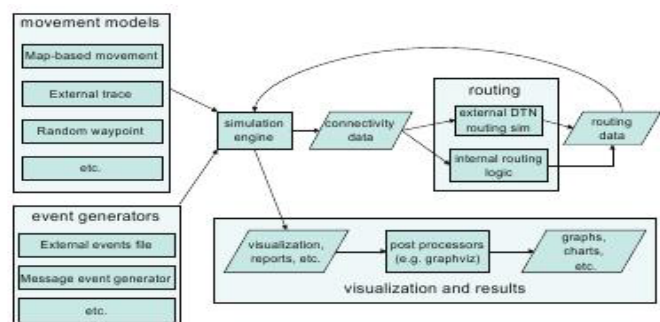 movement models
Map-based movement
External trace
Random waypoint
etc.
event generators
External events file
Message event generator
etc.
simulation
engine
connectivity
data
routing
external DTN
routing sim
internal routing
logic
routing
data
visualization,
reports, etc.
post processors
(e.g. graphviz)
graphs,
charts,
etc.
visualization and results